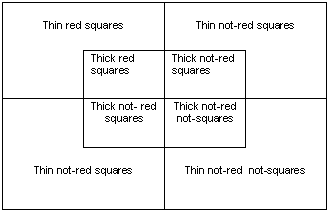 Thin red squares
Thin not-red squares
Thick red
squares
Thick not-red
squares
Thick not- red
squares
Thick not-red
not-squares
Thin not-red squares
Thin not-red  not-squares